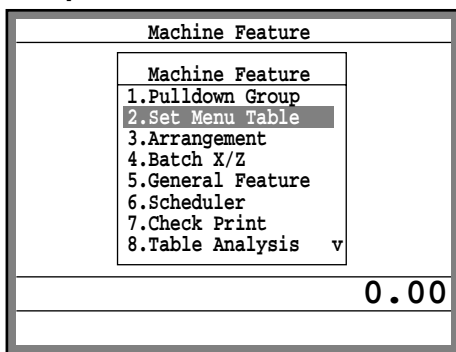 Machine Feature
Machine Feature
1.Pulldown Group
2.Set Menu Table
3.Arrangement
4.Batch X/Z
5.General Feature
6.Scheduler
7.Check Print
8.Table Analysis v
0.00